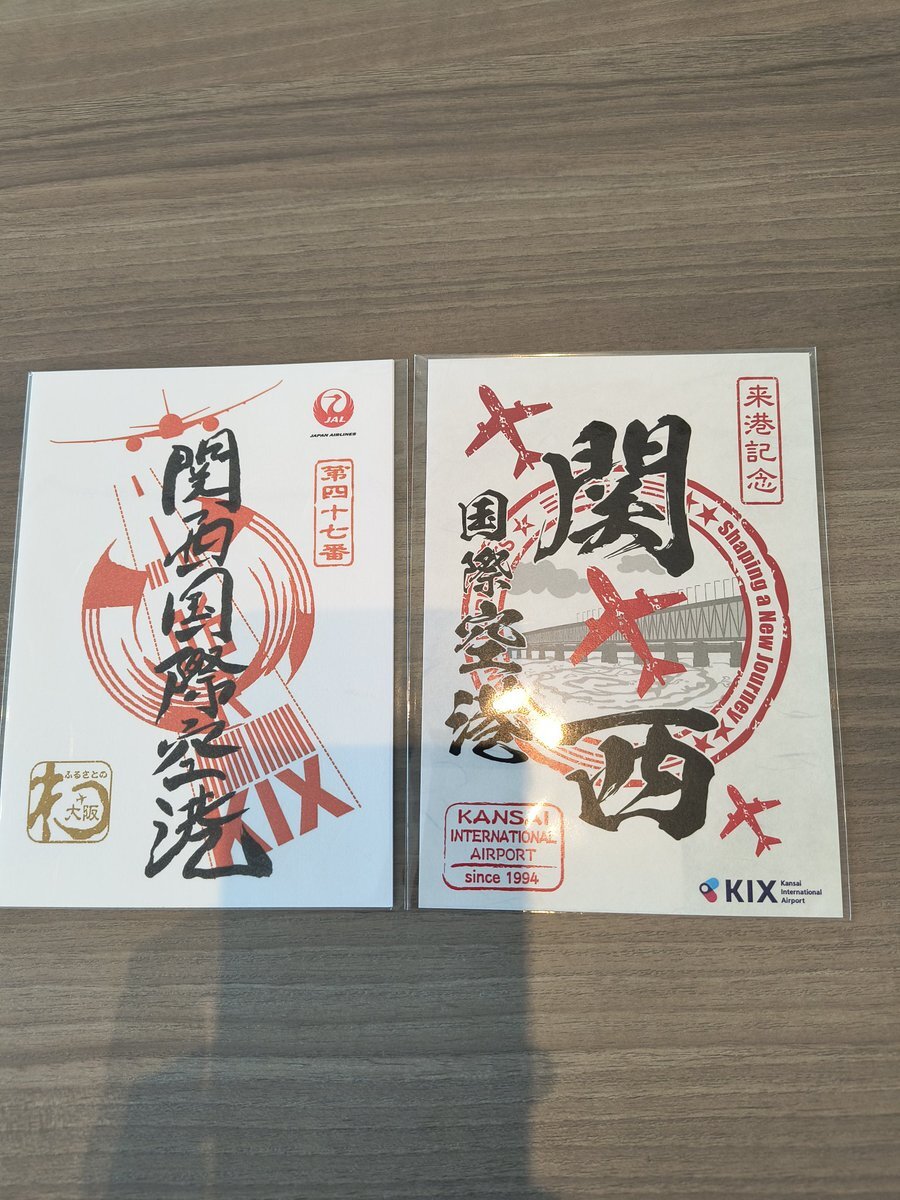 JAL
JAPAN AIRLINES
第四十七番
関西国際空港
KIX
ふるさとの
大阪
来港記念
関西
国際空港
Shaping a New Journey
KANSAI
INTERNATIONAL
AIRPORT
since 1994
KIX
Kansai
International
Airport